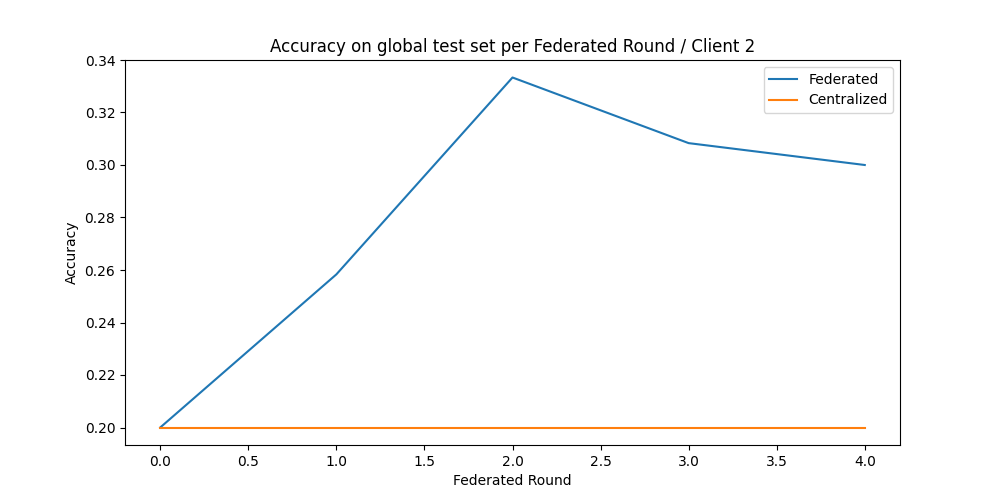 Accuracy on global test set per Federated Round / Client 2
Federated
Centralized
Accuracy
0.34
0.32
0.30
0.28
0.26
0.24
0.22
0.20
0.0 0.5 1.0 1.5 2.0 2.5 3.0 3.5 4.0
Federated Round